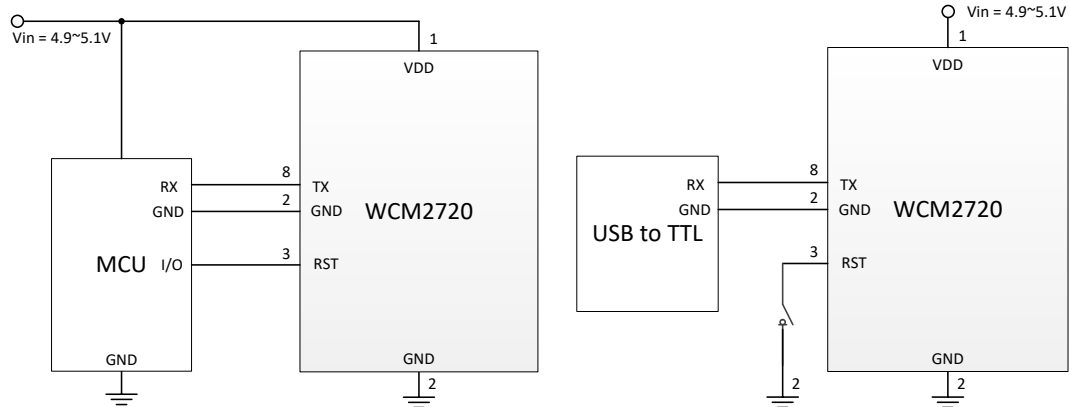 Vin = 4.9~5.1V
1
VDD
RX
8
TX
GND
2
GND
WCM2720
MCU
I/O
3
RST
GND
GND
2
Vin = 4.9~5.1V
1
VDD
RX
8
TX
GND
2
GND
WCM2720
USB to TTL
3
RST
2
GND
2